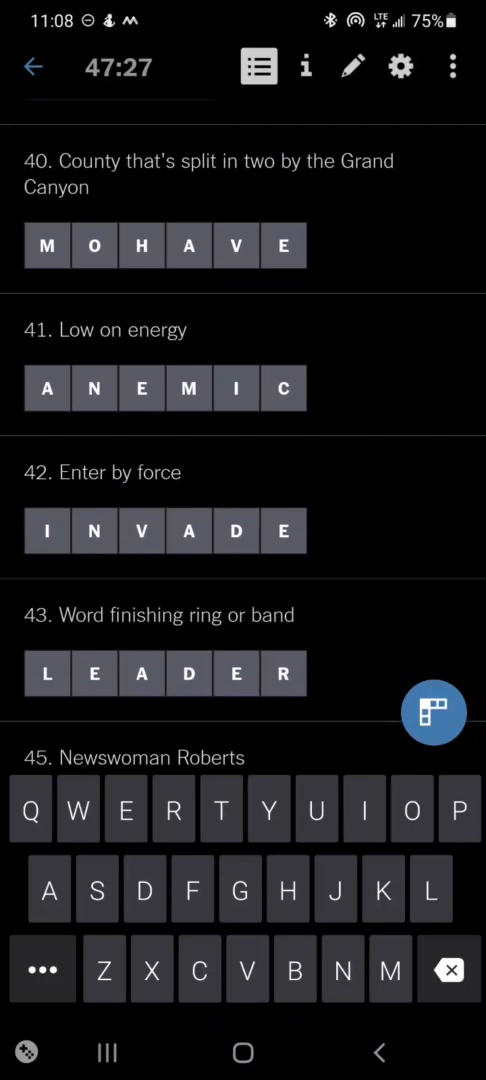 11:08
LTE
75%
47:27
40. County that's split in two by the Grand
Canyon
M O H A V E
41. Low on energy
A N E M I C
42. Enter by force
I N V A D E
43. Word finishing ring or band
L E A D E R
45. Newswoman Roberts
Q W E R T Y U I O P
A S D F G H J K L
••• Z X C V B N M